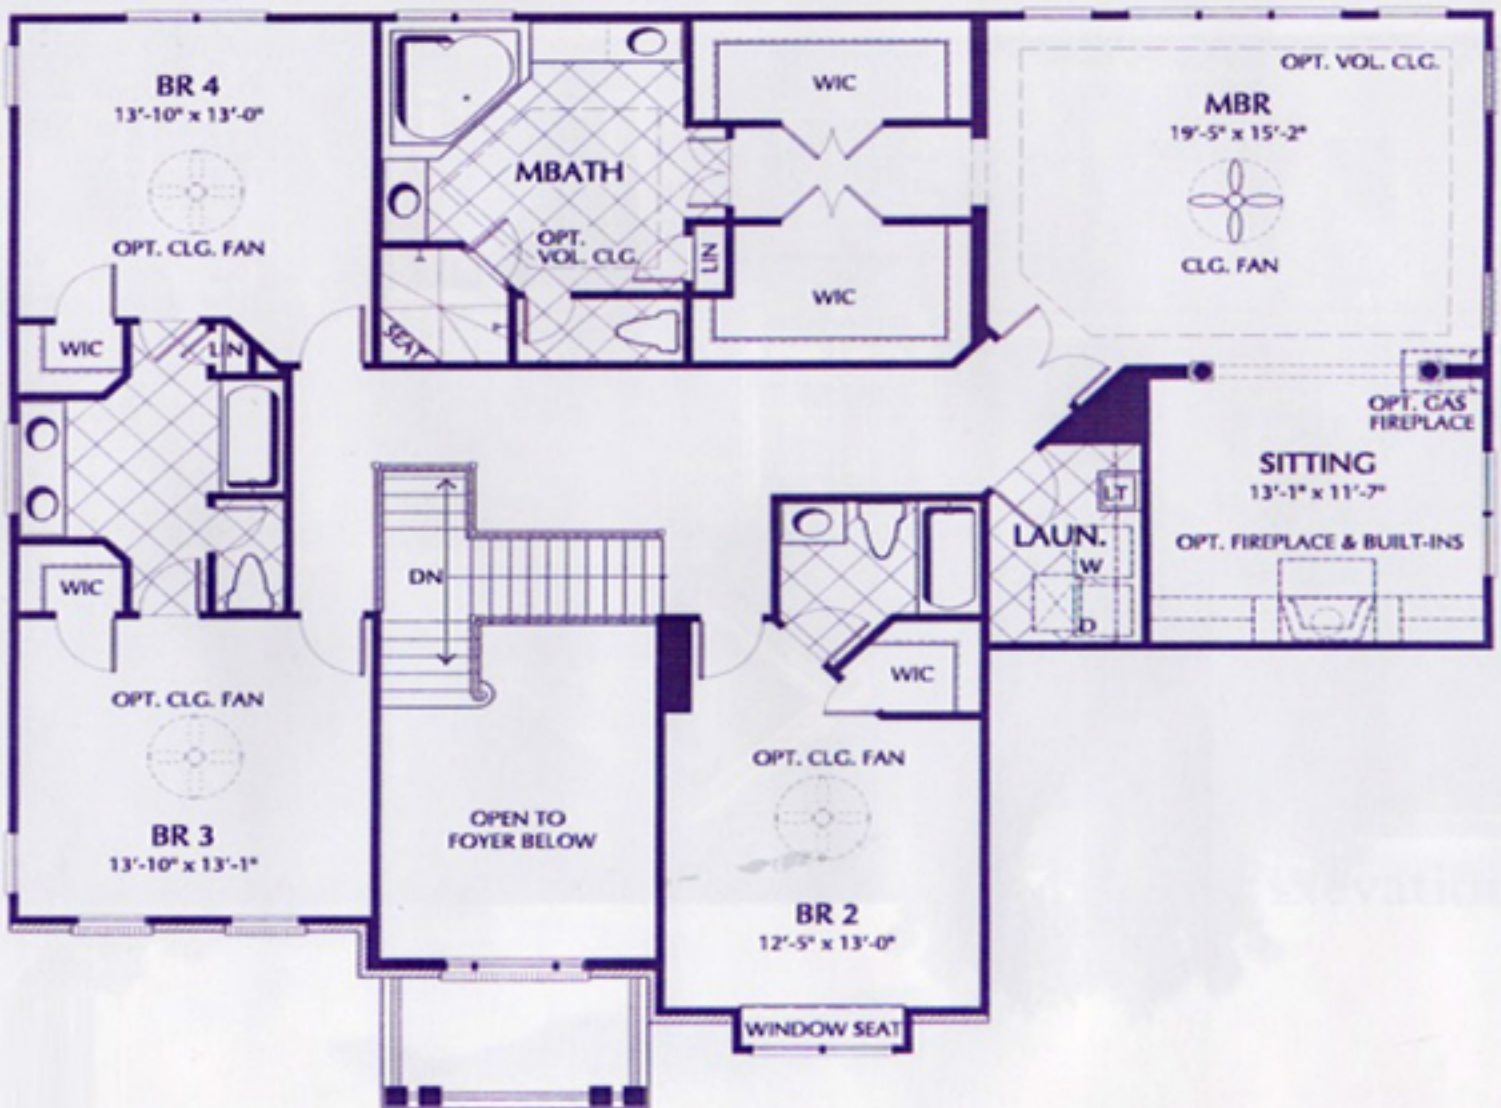 BR 4
13'-10" x 13'-0"
OPT. CLG. FAN
WIC
LIN
MBATH
OPT.
VOL. CLG.
LIN
SEAT
WIC
WIC
OPT. VOL. CLG.
MBR
19'-5" x 15'-2"
CLG. FAN
OPT. GAS
FIREPLACE
SITTING
13'-1" x 11'-7"
OPT. FIREPLACE & BUILT-INS
LT
LAUN.
W
D
DN
WIC
OPT. CLG. FAN
BR 3
13'-10" x 13'-1"
OPEN TO
FOYER BELOW
WIC
OPT. CLG. FAN
BR 2
12'-5" x 13'-0"
WINDOW SEAT